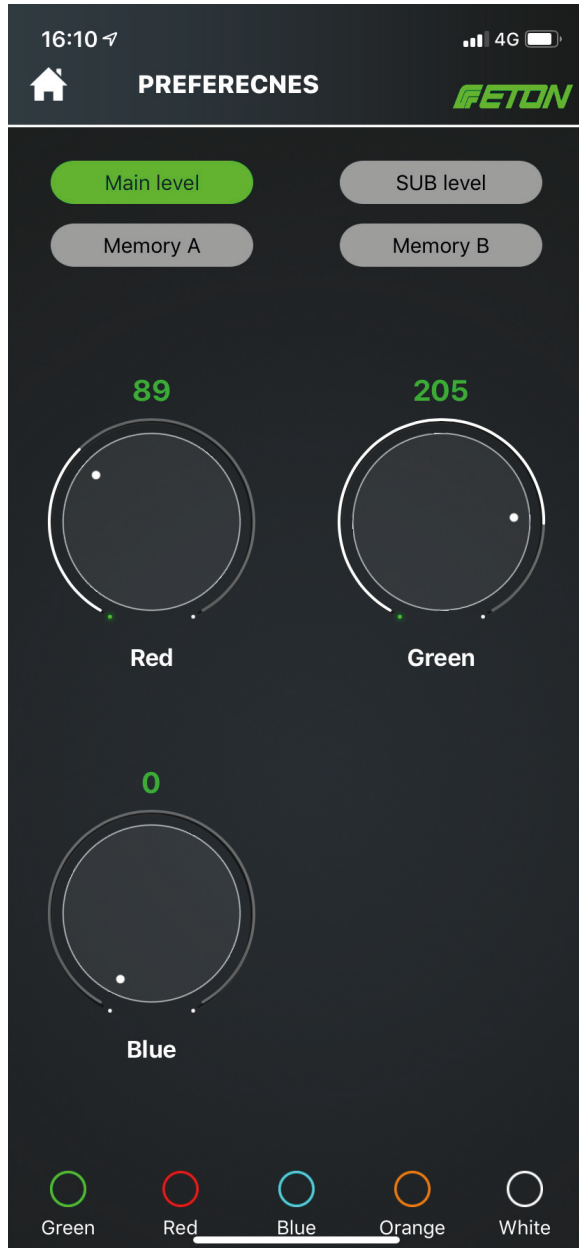 16:10 4G
PREFERECNES ETON
Main level SUB level
Memory A Memory B
89 205
Red Green
0
Blue
Green Red Blue Orange White